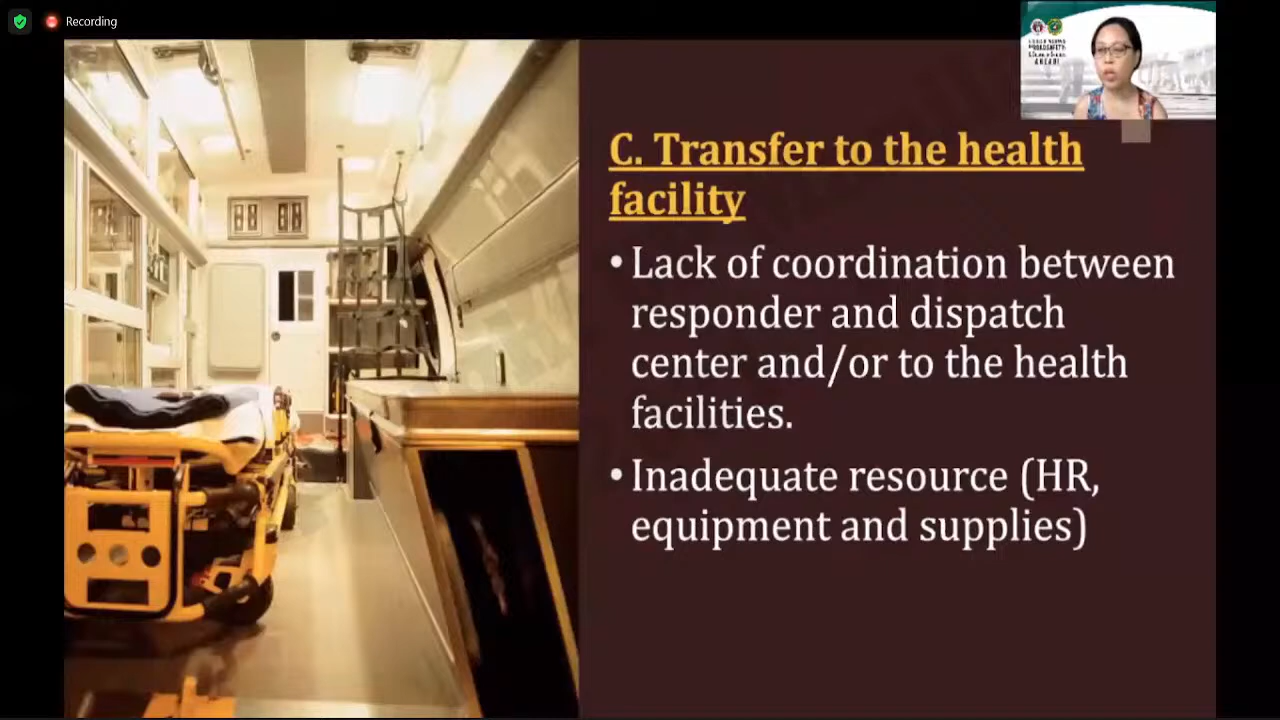 Recording
C. Transfer to the health
facility
• Lack of coordination between
responder and dispatch
center and/or to the health
facilities.
• Inadequate resource (HR,
equipment and supplies)